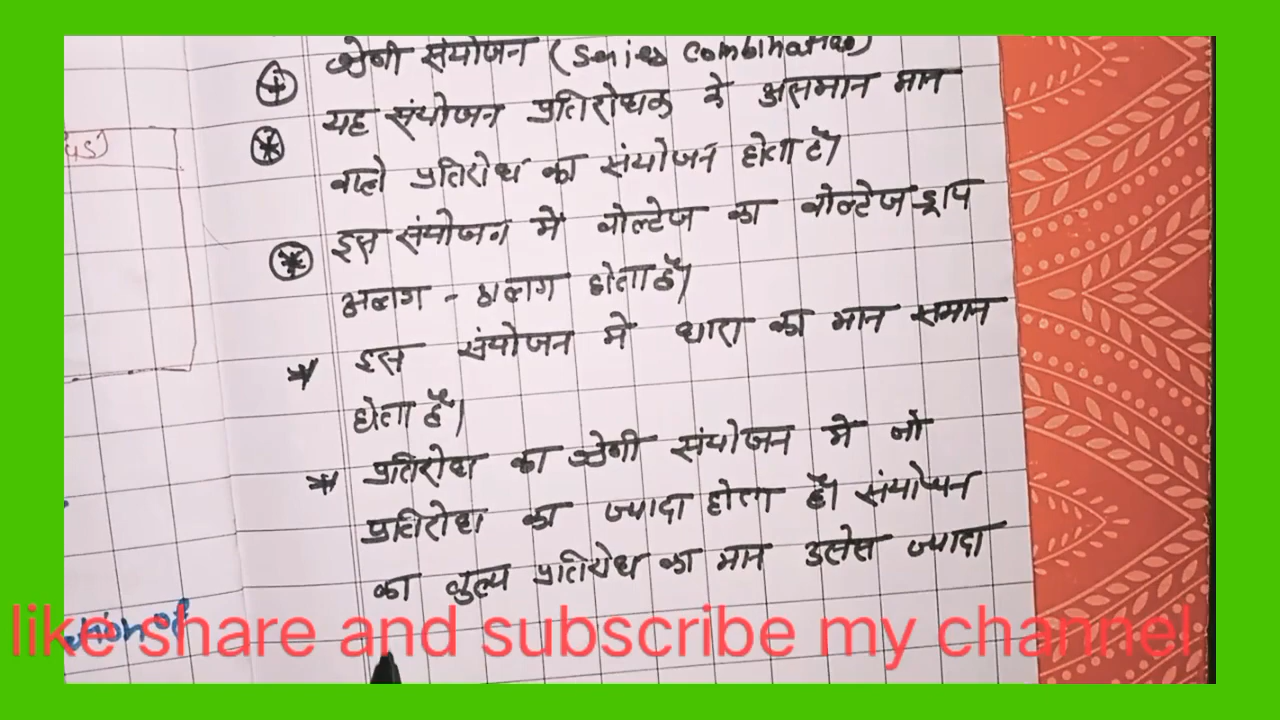 श्रेणी संयोजन (Series Combination)
यह संयोजन प्रतिरोधक के असमान मान
वाले प्रतिरोध का संयोजन होता है।
इस संयोजन में वोल्टेज का वोल्टेज-ड्राप
अलग - अलग होता है।
इस संयोजन मे धारा का मान समान
होता है।
प्रतिरोध का श्रेणी संयोजन मे जो
प्रतिरोध का ज्यादा होता है। संयोजन
का तुल्य प्रतिरोध का मान उससे ज्यादा
like share and subscribe my channel